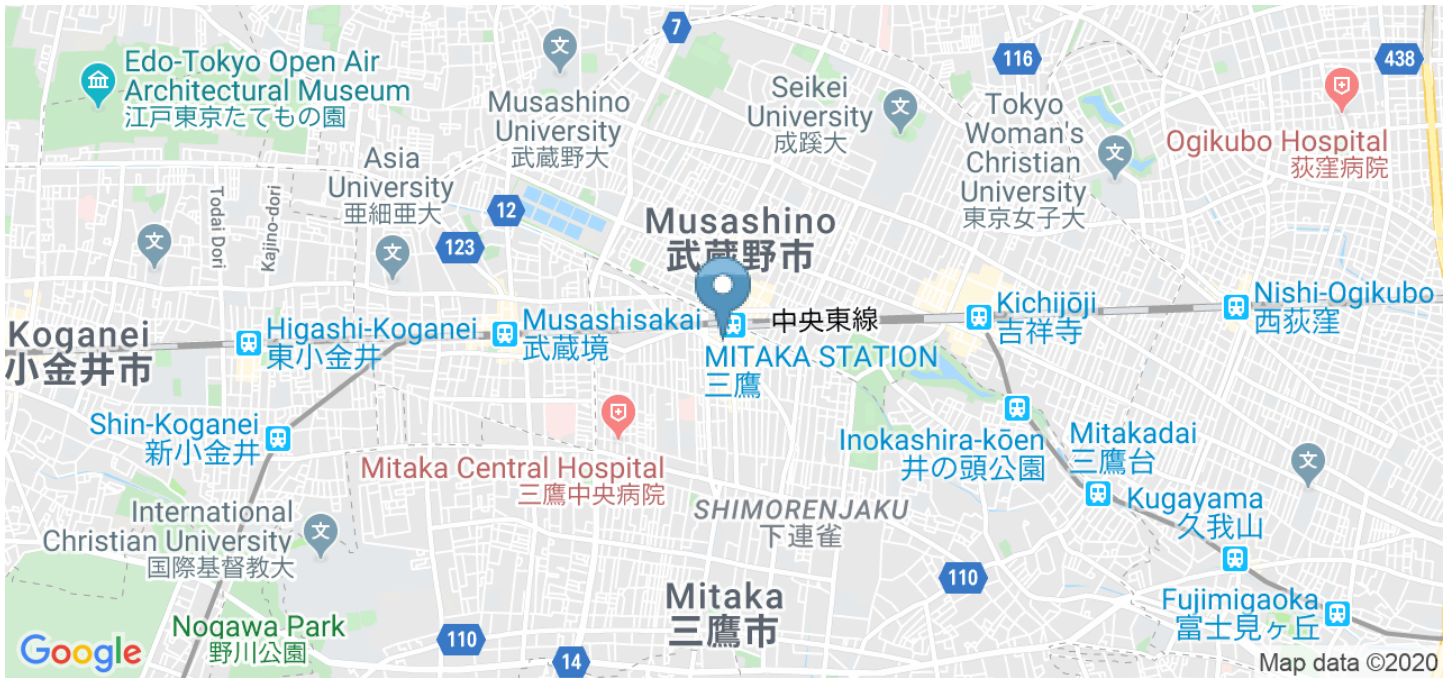 7
116
438
Edo-Tokyo Open Air
Architectural Museum
江戸東京たてもの園
文
Musashino
University
武蔵野大
Seikei
University
成蹊大
文
Tokyo
Woman's
Christian
University
東京女子大
文
Ogikubo Hospital
荻窪病院
Asia
University
亜細亜大
文
12
123
Todai Dori
Kajino-dori
文
Musashino
武蔵野市
Koganei
小金井市
Higashi-Koganei
東小金井
Musashisakai
武蔵境
中央東線
MITAKA STATION
三鷹
Kichijōji
吉祥寺
Nishi-Ogikubo
西荻窪
Shin-Koganei
新小金井
Mitaka Central Hospital
三鷹中央病院
Inokashira-kōen
井の頭公園
Mitakadai
三鷹台
文
International
Christian University
国際基督教大
文
SHIMORENJAKU
下連雀
Kugayama
久我山
110
Mitaka
三鷹市
Fujimigaoka
富士見ヶ丘
Nogawa Park
野川公園
110
14
Google
Map data ©2020